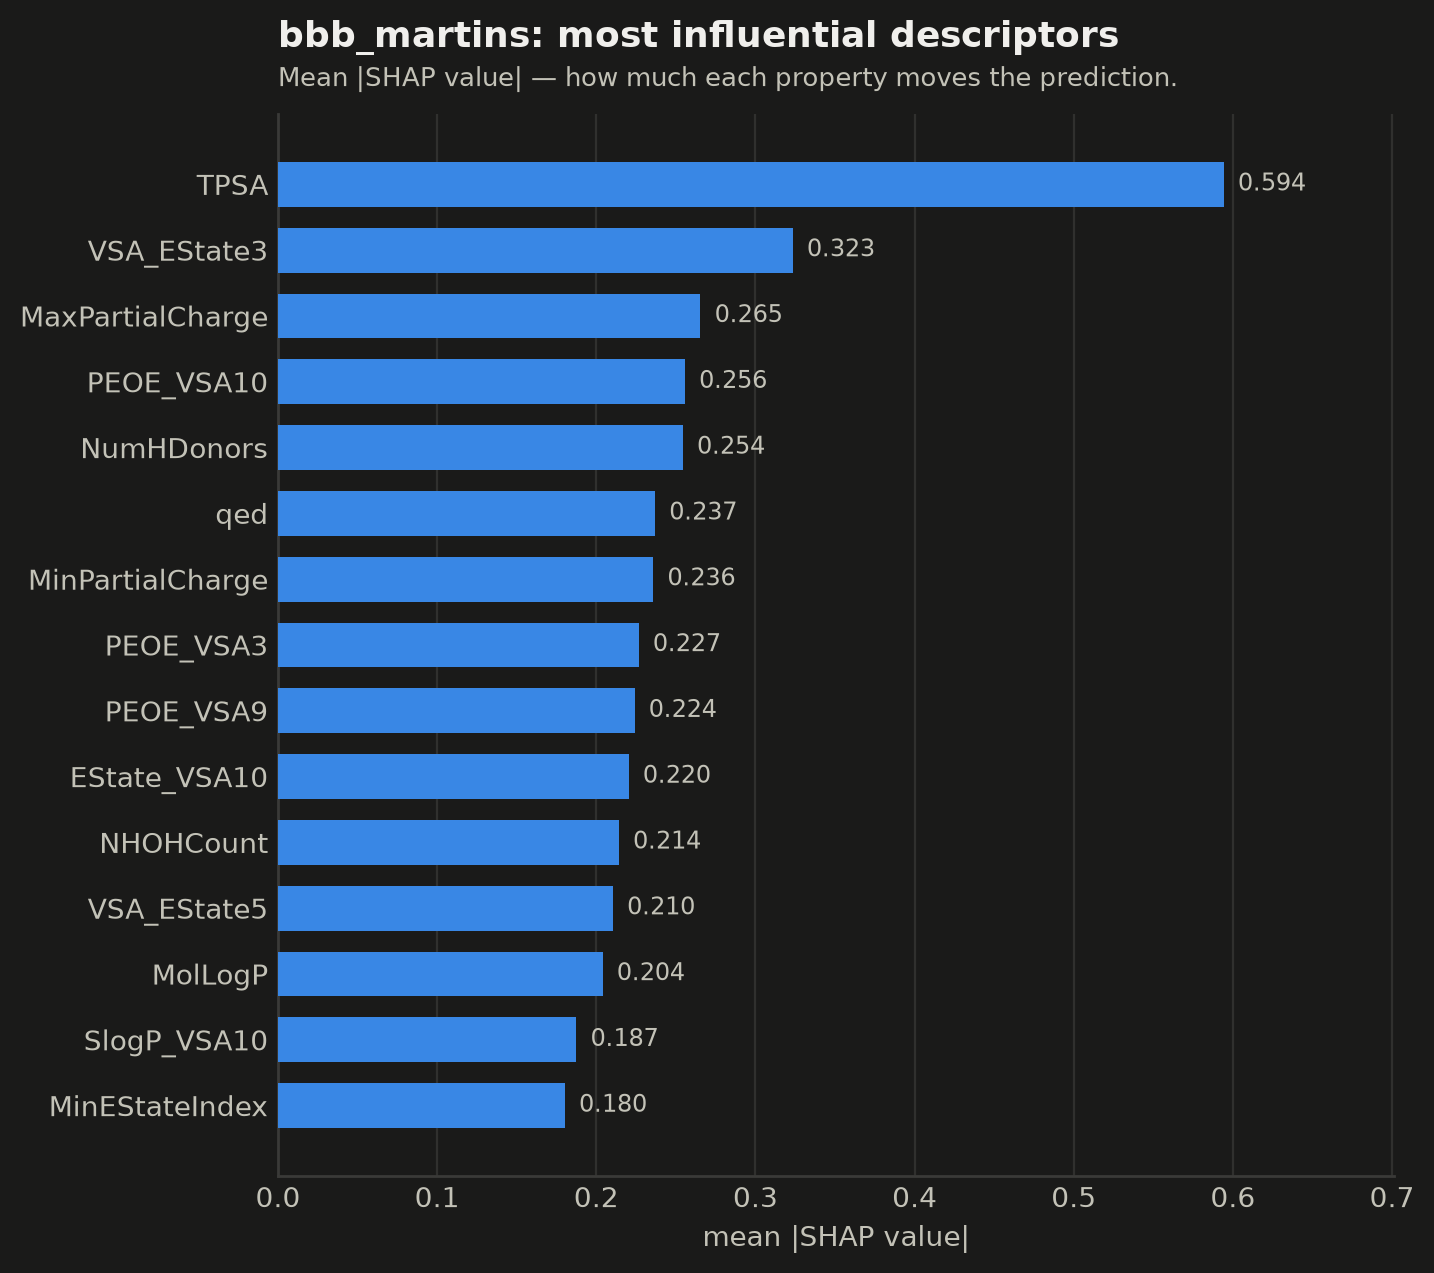 bbb_martins: most influential descriptors
Mean |SHAP value| — how much each property moves the prediction.
TPSA 0.594
VSA_EState3 0.323
MaxPartialCharge 0.265
PEOE_VSA10 0.256
NumHDonors 0.254
qed 0.237
MinPartialCharge 0.236
PEOE_VSA3 0.227
PEOE_VSA9 0.224
EState_VSA10 0.220
NHOHCount 0.214
VSA_EState5 0.210
MolLogP 0.204
SlogP_VSA10 0.187
MinEStateIndex 0.180
0.0 0.1 0.2 0.3 0.4 0.5 0.6 0.7
mean |SHAP value|